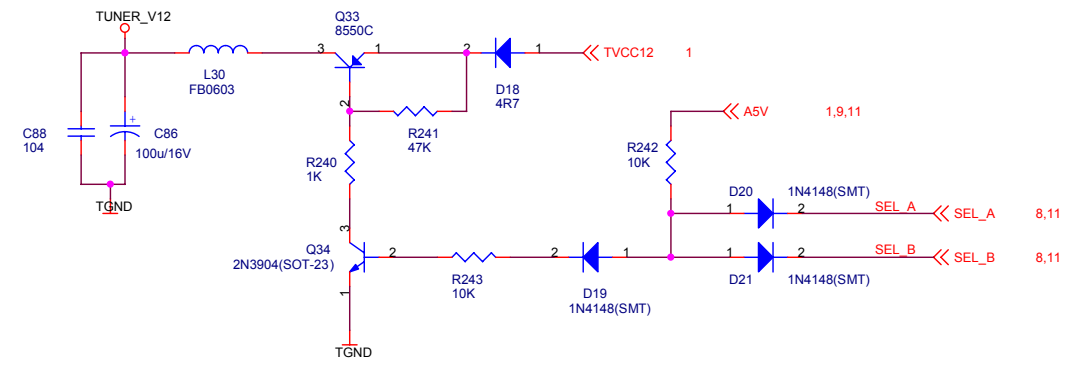 TUNER_V12
Q33
8550C
3
1
2
1
TVCC12
1
L30
FB0603
D18
4R7
2
R241
47K
A5V
1,9,11
C88
104
+
C86
100u/16V
R240
1K
R242
10K
TGND
D20
1N4148(SMT)
1
2
SEL_A
SEL_A
8,11
3
Q34
2N3904(SOT-23)
2
2
1
1
2
SEL_B
SEL_B
8,11
R243
10K
D21
1N4148(SMT)
D19
1N4148(SMT)
1
TGND